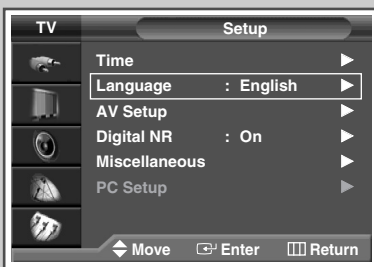 TV Setup
Time
Language : English
AV Setup
Digital NR : On
Miscellaneous
PC Setup
Move Enter Return